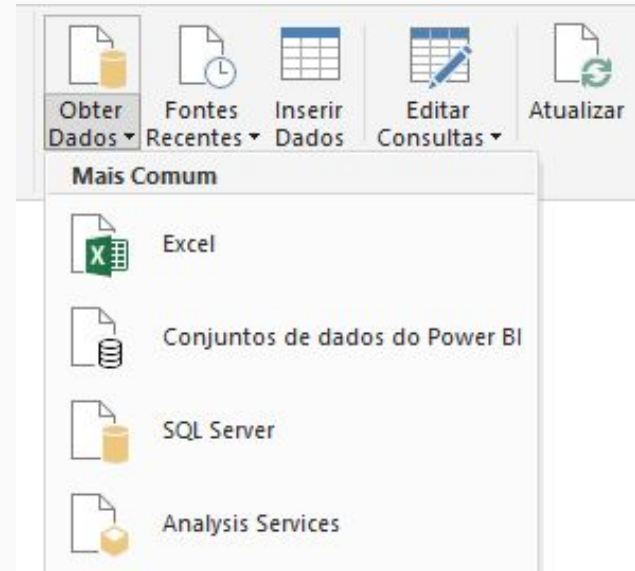 Obter Dados
Fontes Recentes
Inserir Dados
Editar Consultas
Atualizar
Mais Comum
Excel
Conjuntos de dados do Power BI
SQL Server
Analysis Services